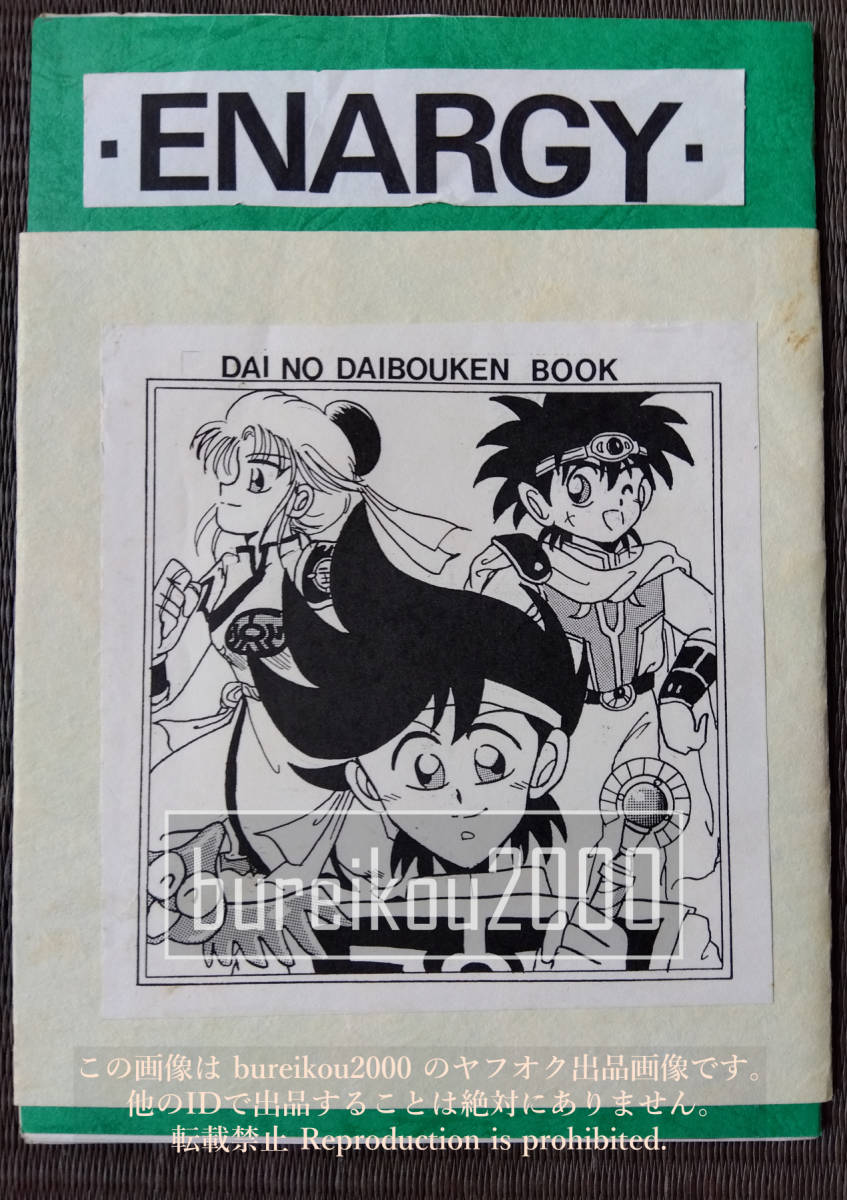 ·ENARGY·
DAI NO DAIBOUKEN BOOK
bureikou2000
この画像は bureikou2000 のヤフオク出品画像です。
他のIDで出品することは絶対にありません。
転載禁止 Reproduction is prohibited.